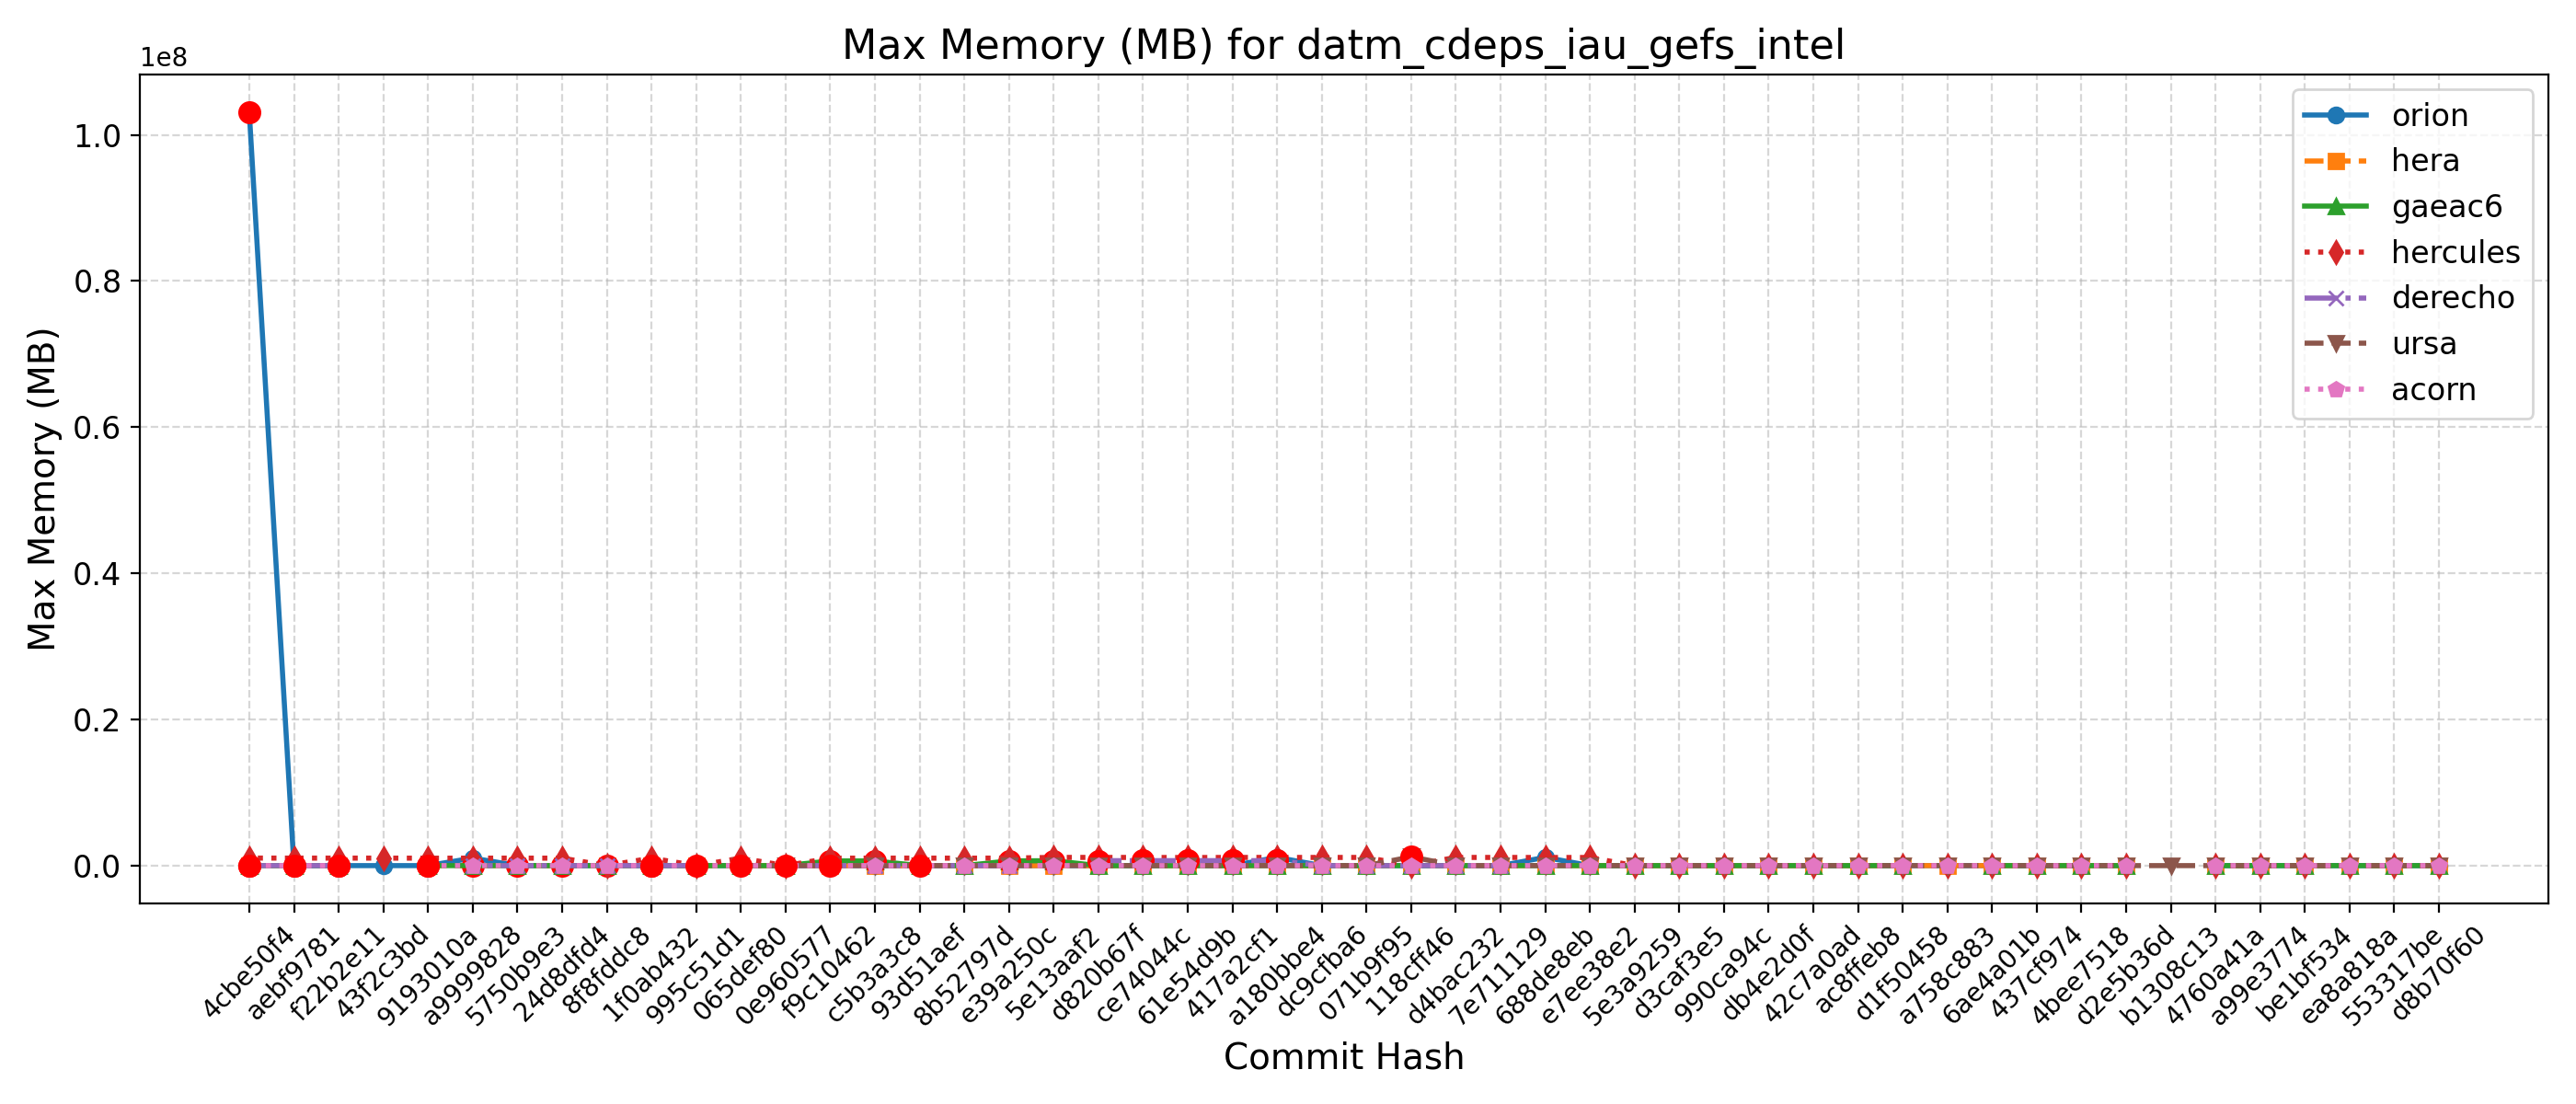 Max Memory (MB) for datm_cdeps_iau_gefs_intel
1e8
1.0
0.8
0.6
0.4
0.2
0.0
Max Memory (MB)
orion
hera
gaeac6
hercules
derecho
ursa
acorn
4cbe50f4
aebf9781
f22b2e11
43f2c3bd
9193010a
a9999828
5750b9e3
24d8dfd4
8f8fddc8
1f0ab432
995c51d1
065def80
0e960577
f9c10462
c5b3a3c8
93d51aef
8b52797d
e39a250c
5e13aaf2
d820b67f
ce74044c
61e54d9b
417a2cf1
a180bbe4
dc9cfba6
071b9f95
118cff46
d4bac232
7e711129
688de8eb
e7ee38e2
5e3a9259
d3caf3e5
990ca94c
db4e2d0f
42c7a0ad
ac8ffeb8
d1f50458
a758c883
6ae4a01b
437cf974
4bee7518
d2e5b36d
b1308c13
4760a41a
a99e3774
be1bf534
ea8a818a
553317be
d8b70f60
Commit Hash